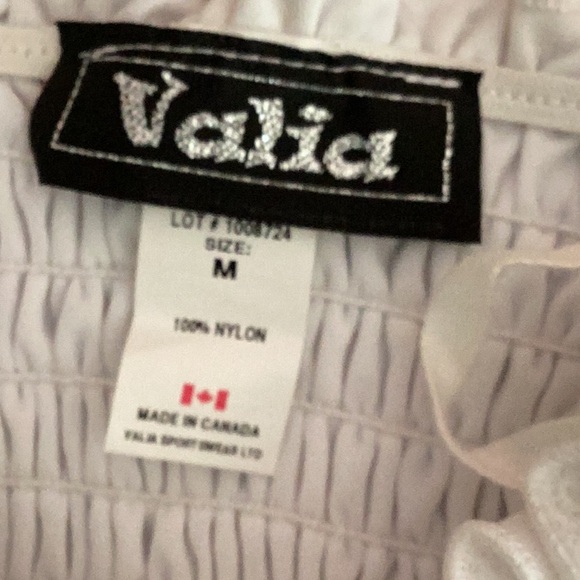 Valia
LOT # 1008724
SIZE:
M
100% NYLON
MADE IN CANADA
VALIA SPORTSWEAR LTD